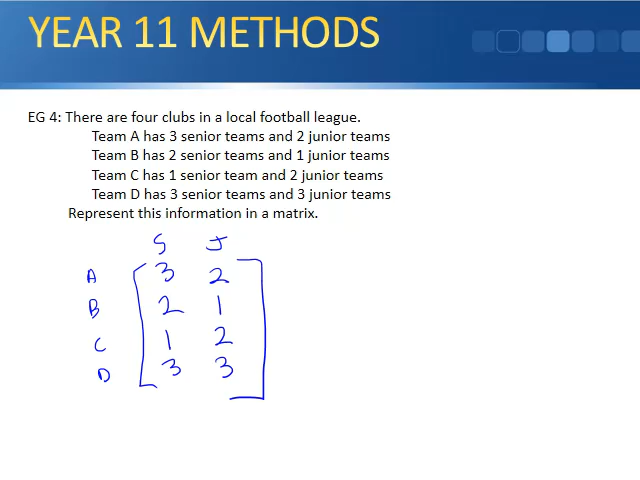 YEAR 11 METHODS
EG 4: There are four clubs in a local football league.
Team A has 3 senior teams and 2 junior teams
Team B has 2 senior teams and 1 junior teams
Team C has 1 senior team and 2 junior teams
Team D has 3 senior teams and 3 junior teams
Represent this information in a matrix.
S J
A 3 2
B 2 1
C 1 2
D 3 3